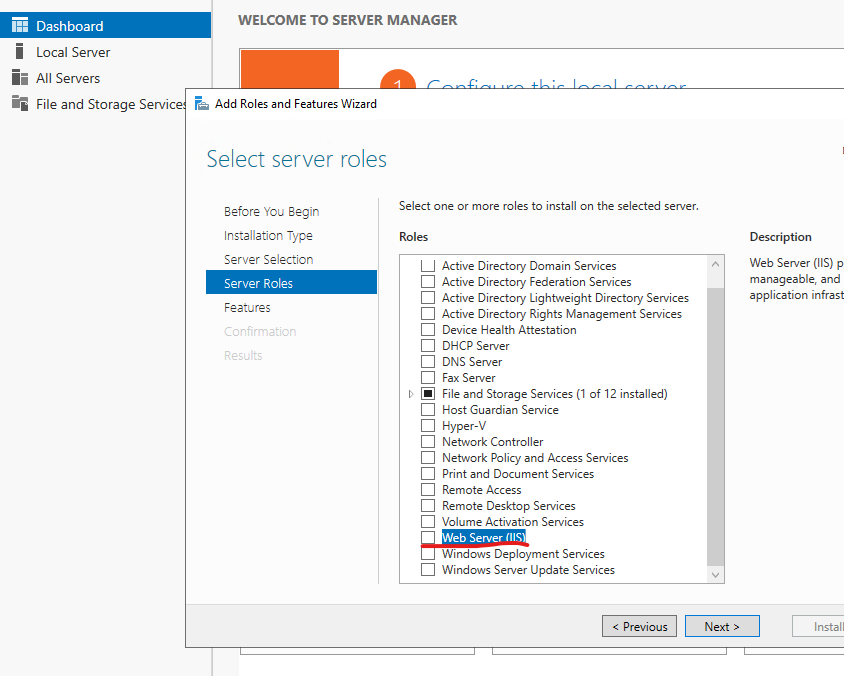 Dashboard
Local Server
All Servers
File and Storage Services
WELCOME TO SERVER MANAGER
1 Configure this local server
Add Roles and Features Wizard
Select server roles
Before You Begin
Installation Type
Server Selection
Server Roles
Features
Confirmation
Results
Select one or more roles to install on the selected server.
Roles
Active Directory Domain Services
Active Directory Federation Services
Active Directory Lightweight Directory Services
Active Directory Rights Management Services
Device Health Attestation
DHCP Server
DNS Server
Fax Server
File and Storage Services (1 of 12 installed)
Host Guardian Service
Hyper-V
Network Controller
Network Policy and Access Services
Print and Document Services
Remote Access
Remote Desktop Services
Volume Activation Services
Web Server (IIS)
Windows Deployment Services
Windows Server Update Services
Description
Web Server (IIS) p
manageable, and
application infrast
< Previous
Next >
Install